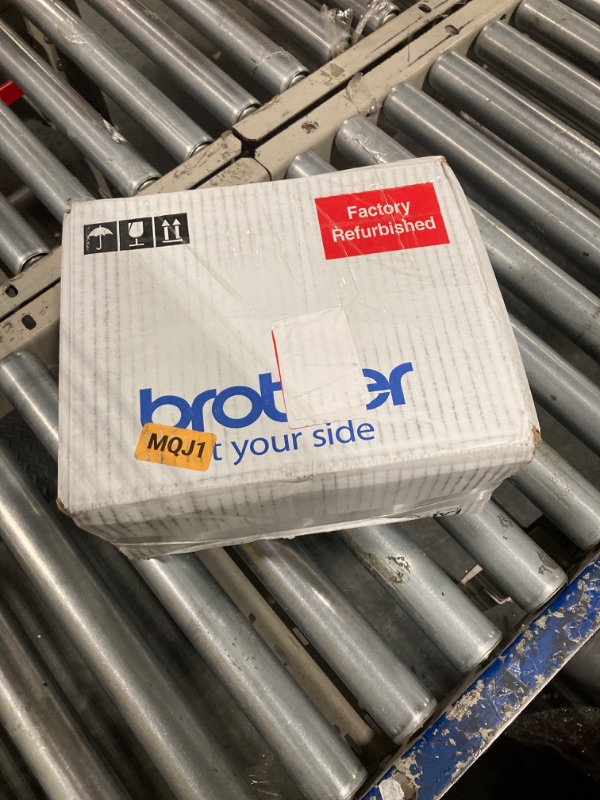 Factory
Refurbished
brot er
MQJ1
t your side